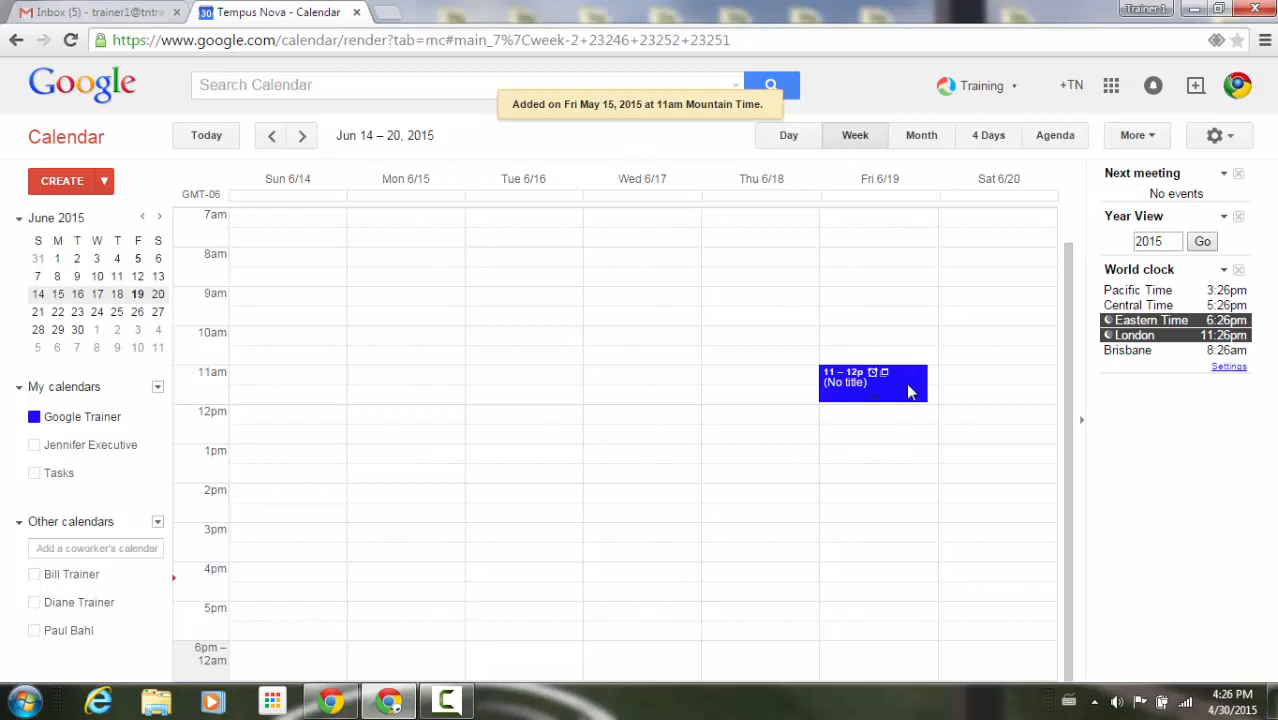 Inbox (5) - trainer1@tntra
Tempus Nova - Calendar
Trainer 1
https://www.google.com/calendar/render?tab=mc#main_7%7Cweek-2+23246+23252+23251
Google
Search Calendar
Training
+TN
Added on Fri May 15, 2015 at 11am Mountain Time.
Calendar
Today
Jun 14 – 20, 2015
Day
Week
Month
4 Days
Agenda
More
CREATE
June 2015
S M T W T F S
31 1 2 3 4 5 6
7 8 9 10 11 12 13
14 15 16 17 18 19 20
21 22 23 24 25 26 27
28 29 30 1 2 3 4
5 6 7 8 9 10 11
My calendars
Google Trainer
Jennifer Executive
Tasks
Other calendars
Add a coworker's calendar
Bill Trainer
Diane Trainer
Paul Bahl
Sun 6/14
Mon 6/15
Tue 6/16
Wed 6/17
Thu 6/18
Fri 6/19
Sat 6/20
GMT-06
7am
8am
9am
10am
11am
12pm
1pm
2pm
3pm
4pm
5pm
6pm –
12am
11 – 12p
(No title)
Next meeting
No events
Year View
2015
Go
World clock
Pacific Time 3:26pm
Central Time 5:26pm
Eastern Time 6:26pm
London 11:26pm
Brisbane 8:26am
Settings
4:26 PM
4/30/2015